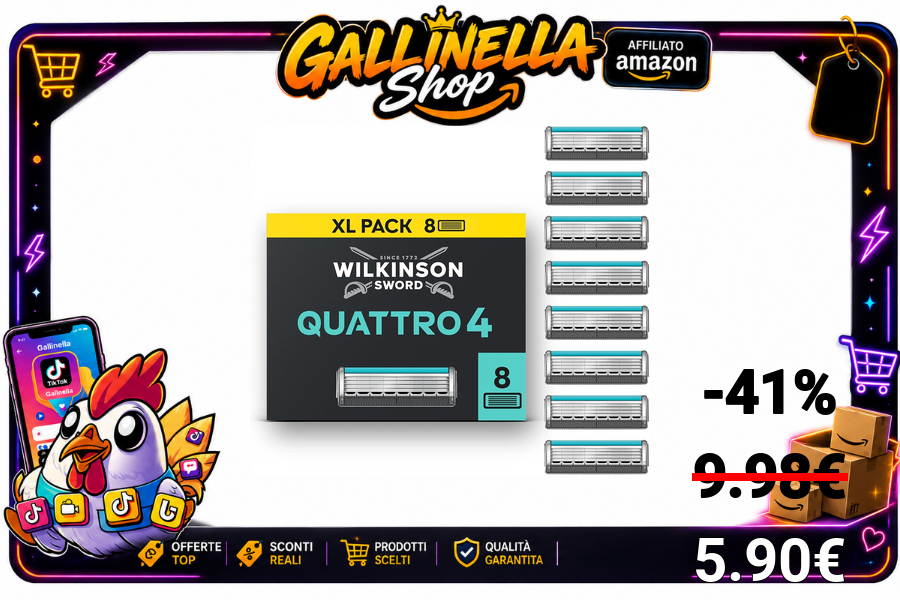 GALLINELLA
Shop
AFFILIATO
amazon
XL PACK 8
SINCE 1772
WILKINSON
SWORD
QUATTRO 4
8
Gallinella
TikTok
Gallinella
-41%
9.98€
5.90€
OFFERTE
TOP
SCONTI
REALI
PRODOTTI
SCELTI
QUALITÀ
GARANTITA